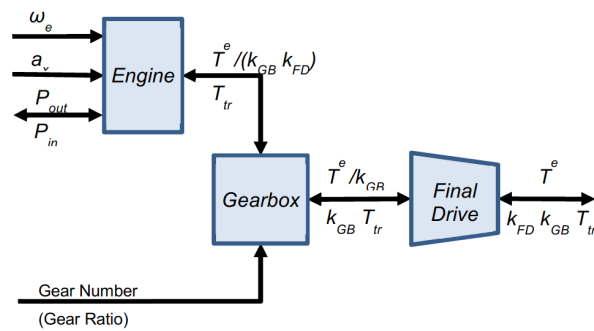 ω_e
a_x
P_out
P_in
Engine
T^e/(k_GB k_FD)
T_tr
Gearbox
T^e/k_GB
k_GB T_tr
Final
Drive
T^e
k_FD k_GB T_tr
Gear Number
(Gear Ratio)